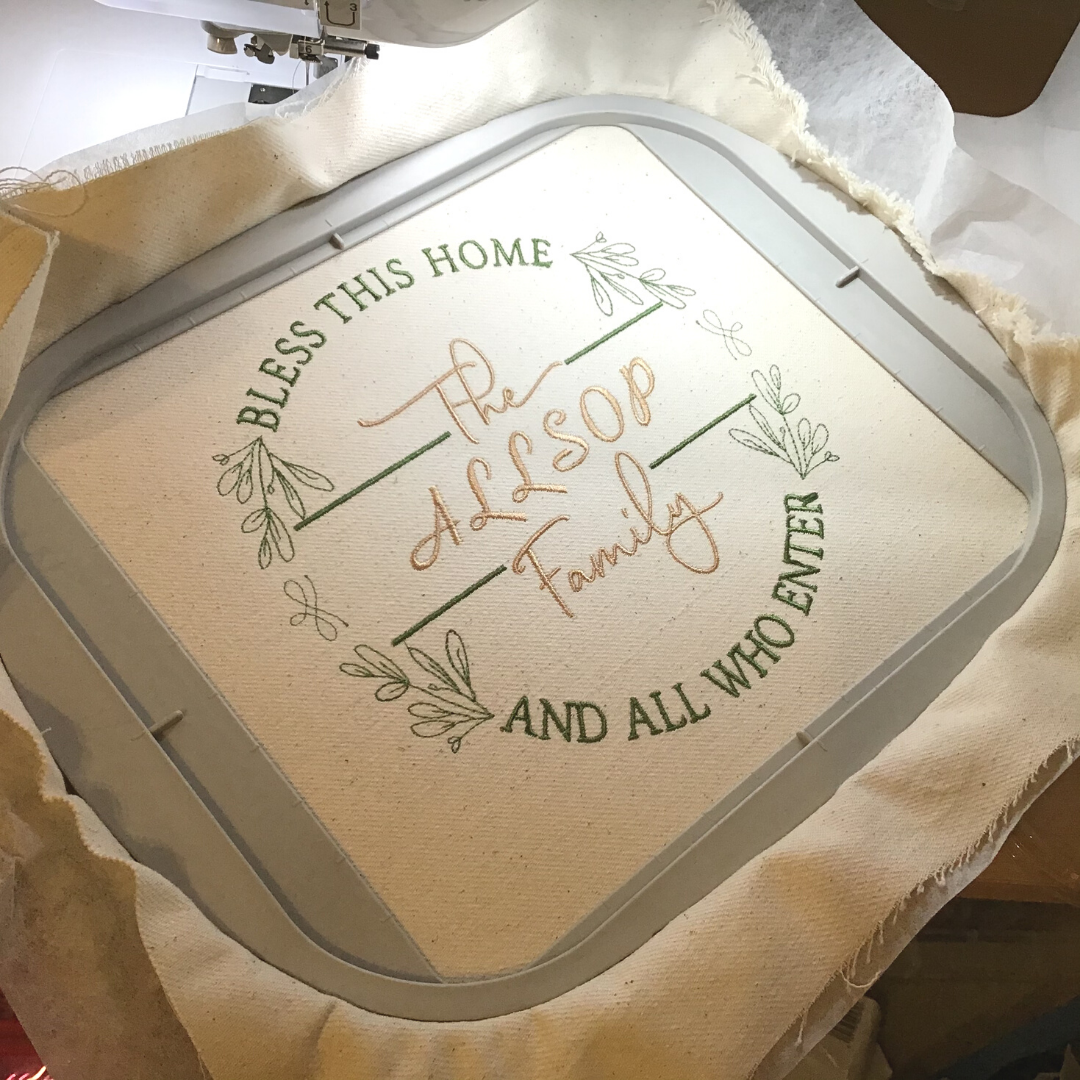 BLESS THIS HOME
The
ALLSOP
Family
AND ALL WHO ENTER